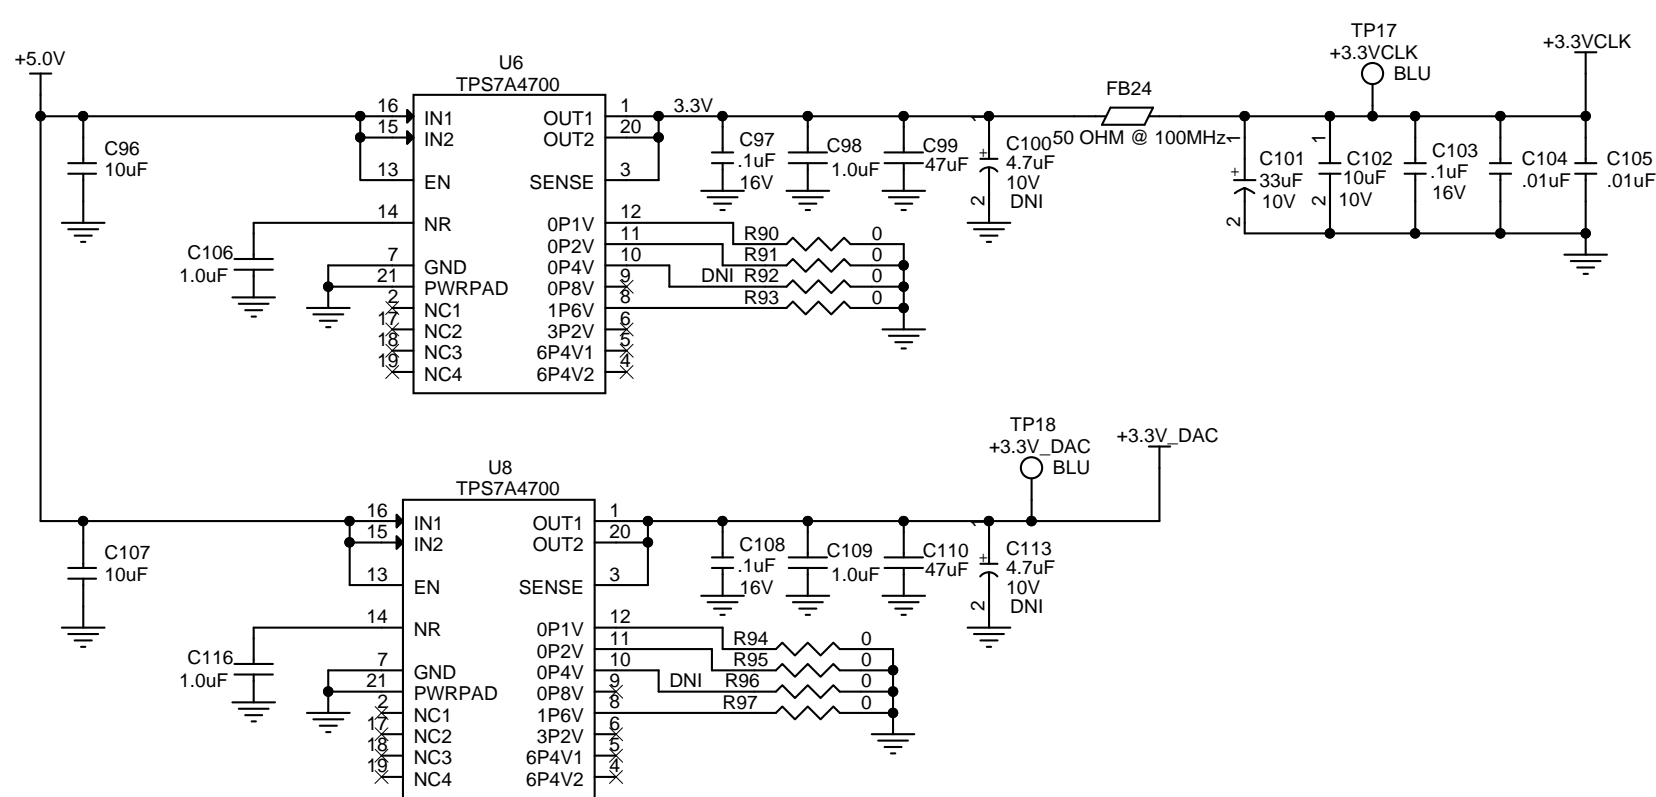 +5.0V
U6
TPS7A4700
16
IN1
15
IN2
13
EN
14
NR
7
GND
21
PWRPAD
2
NC1
17
NC2
18
NC3
19
NC4
OUT1
1
OUT2
20
SENSE
3
0P1V
12
0P2V
11
0P4V
10
0P8V
9
1P6V
8
3P2V
6
6P4V1
5
6P4V2
4
C96
10uF
C106
1.0uF
3.3V
C97
.1uF
16V
C98
1.0uF
C99
47uF
1
+
C100
4.7uF
10V
DNI
2
R90 0
R91 0
DNI R92 0
R93 0
FB24
50 OHM @ 100MHz
TP17
+3.3VCLK
BLU
+3.3VCLK
1
+
C101
33uF
10V
2
1
C102
10uF
10V
2
C103
.1uF
16V
C104
.01uF
C105
.01uF
U8
TPS7A4700
16
IN1
15
IN2
13
EN
14
NR
7
GND
21
PWRPAD
2
NC1
17
NC2
18
NC3
19
NC4
OUT1
1
OUT2
20
SENSE
3
0P1V
12
0P2V
11
0P4V
10
0P8V
9
1P6V
8
3P2V
6
6P4V1
5
6P4V2
4
C107
10uF
C116
1.0uF
C108
.1uF
16V
C109
1.0uF
C110
47uF
1
+
C113
4.7uF
10V
DNI
2
R94 0
R95 0
DNI R96 0
R97 0
TP18
+3.3V_DAC
BLU
+3.3V_DAC